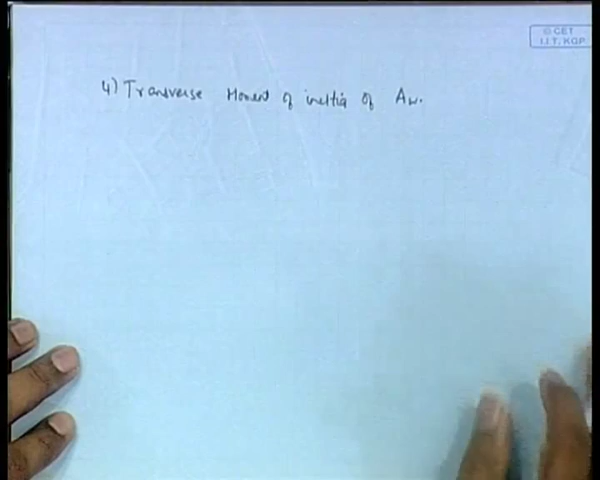 © CET
I.I.T. KGP
4) Transverse Moment of inertia of Aw.